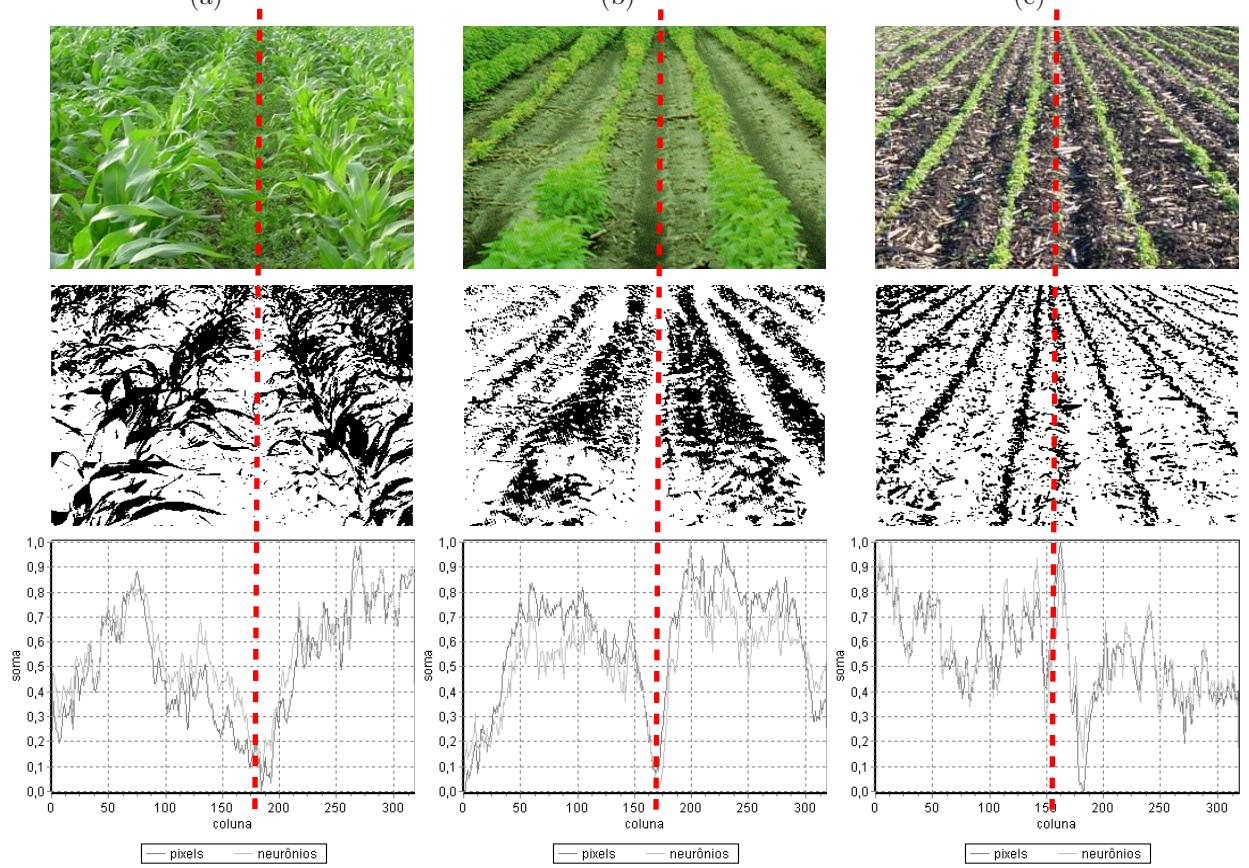 (a) (b) (c)
1,0 1,0 1,0
0,9 0,9 0,9
0,8 0,8 0,8
0,7 0,7 0,7
0,6 0,6 0,6
soma soma soma
0,5 0,5 0,5
0,4 0,4 0,4
0,3 0,3 0,3
0,2 0,2 0,2
0,1 0,1 0,1
0,0 0,0 0,0
0 50 100 150 200 250 300 0 50 100 150 200 250 300 0 50 100 150 200 250 300
coluna coluna coluna
pixels neurônios pixels neurônios pixels neurônios